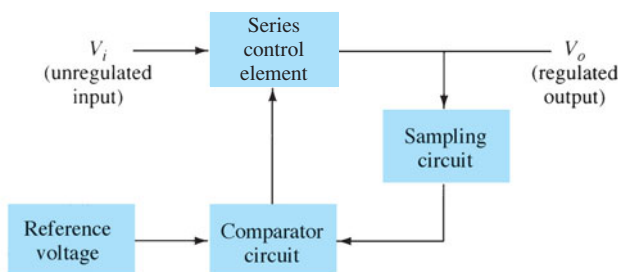 Series
control
element
Vi
(unregulated
input)
Vo
(regulated
output)
Sampling
circuit
Reference
voltage
Comparator
circuit